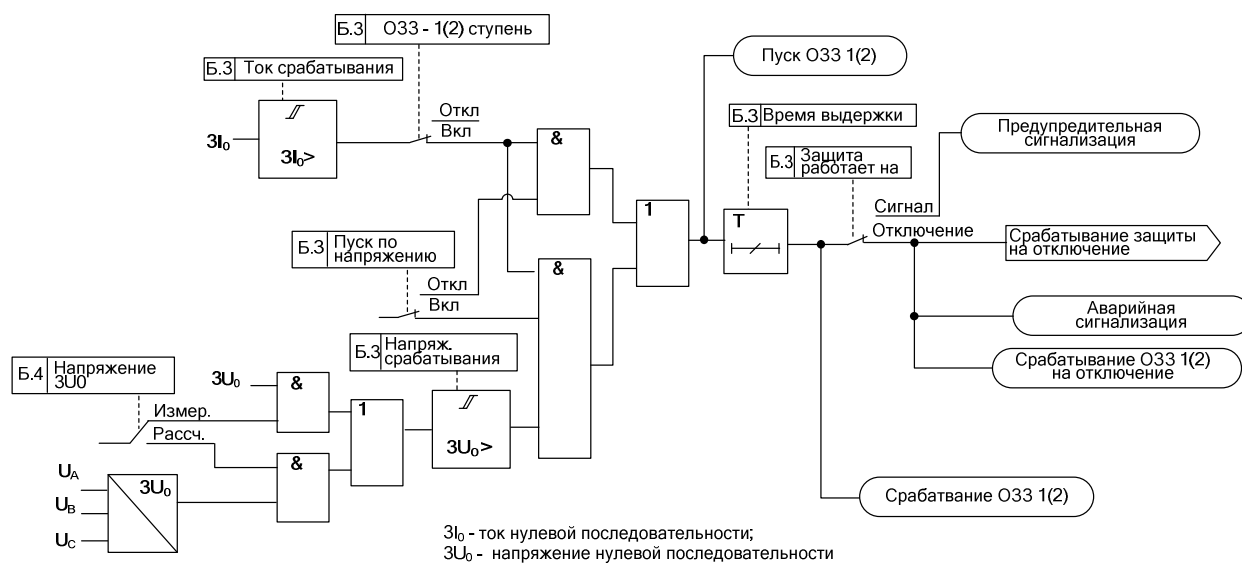 Б.3 ОЗЗ - 1(2) ступень
Б.3 Ток срабатывания
3I₀
3I₀>
Откл
Вкл
&
Пуск ОЗЗ 1(2)
Б.3 Время выдержки
Б.3 Защита
работает на
Предупредительная
сигнализация
1
T
Сигнал
Отключение
Срабатывание защиты
на отключение
Б.3 Пуск по
напряжению
Откл
Вкл
&
Аварийная
сигнализация
Б.3 Напряж.
срабатывания
Срабатывание ОЗЗ 1(2)
на отключение
Б.4 Напряжение
3U0
3U₀
&
Измер.
Рассч.
1
3U₀>
&
U_A
U_B
U_C
3U₀
Срабатвание ОЗЗ 1(2)
3I₀ - ток нулевой последовательности;
3U₀ - напряжение нулевой последовательности